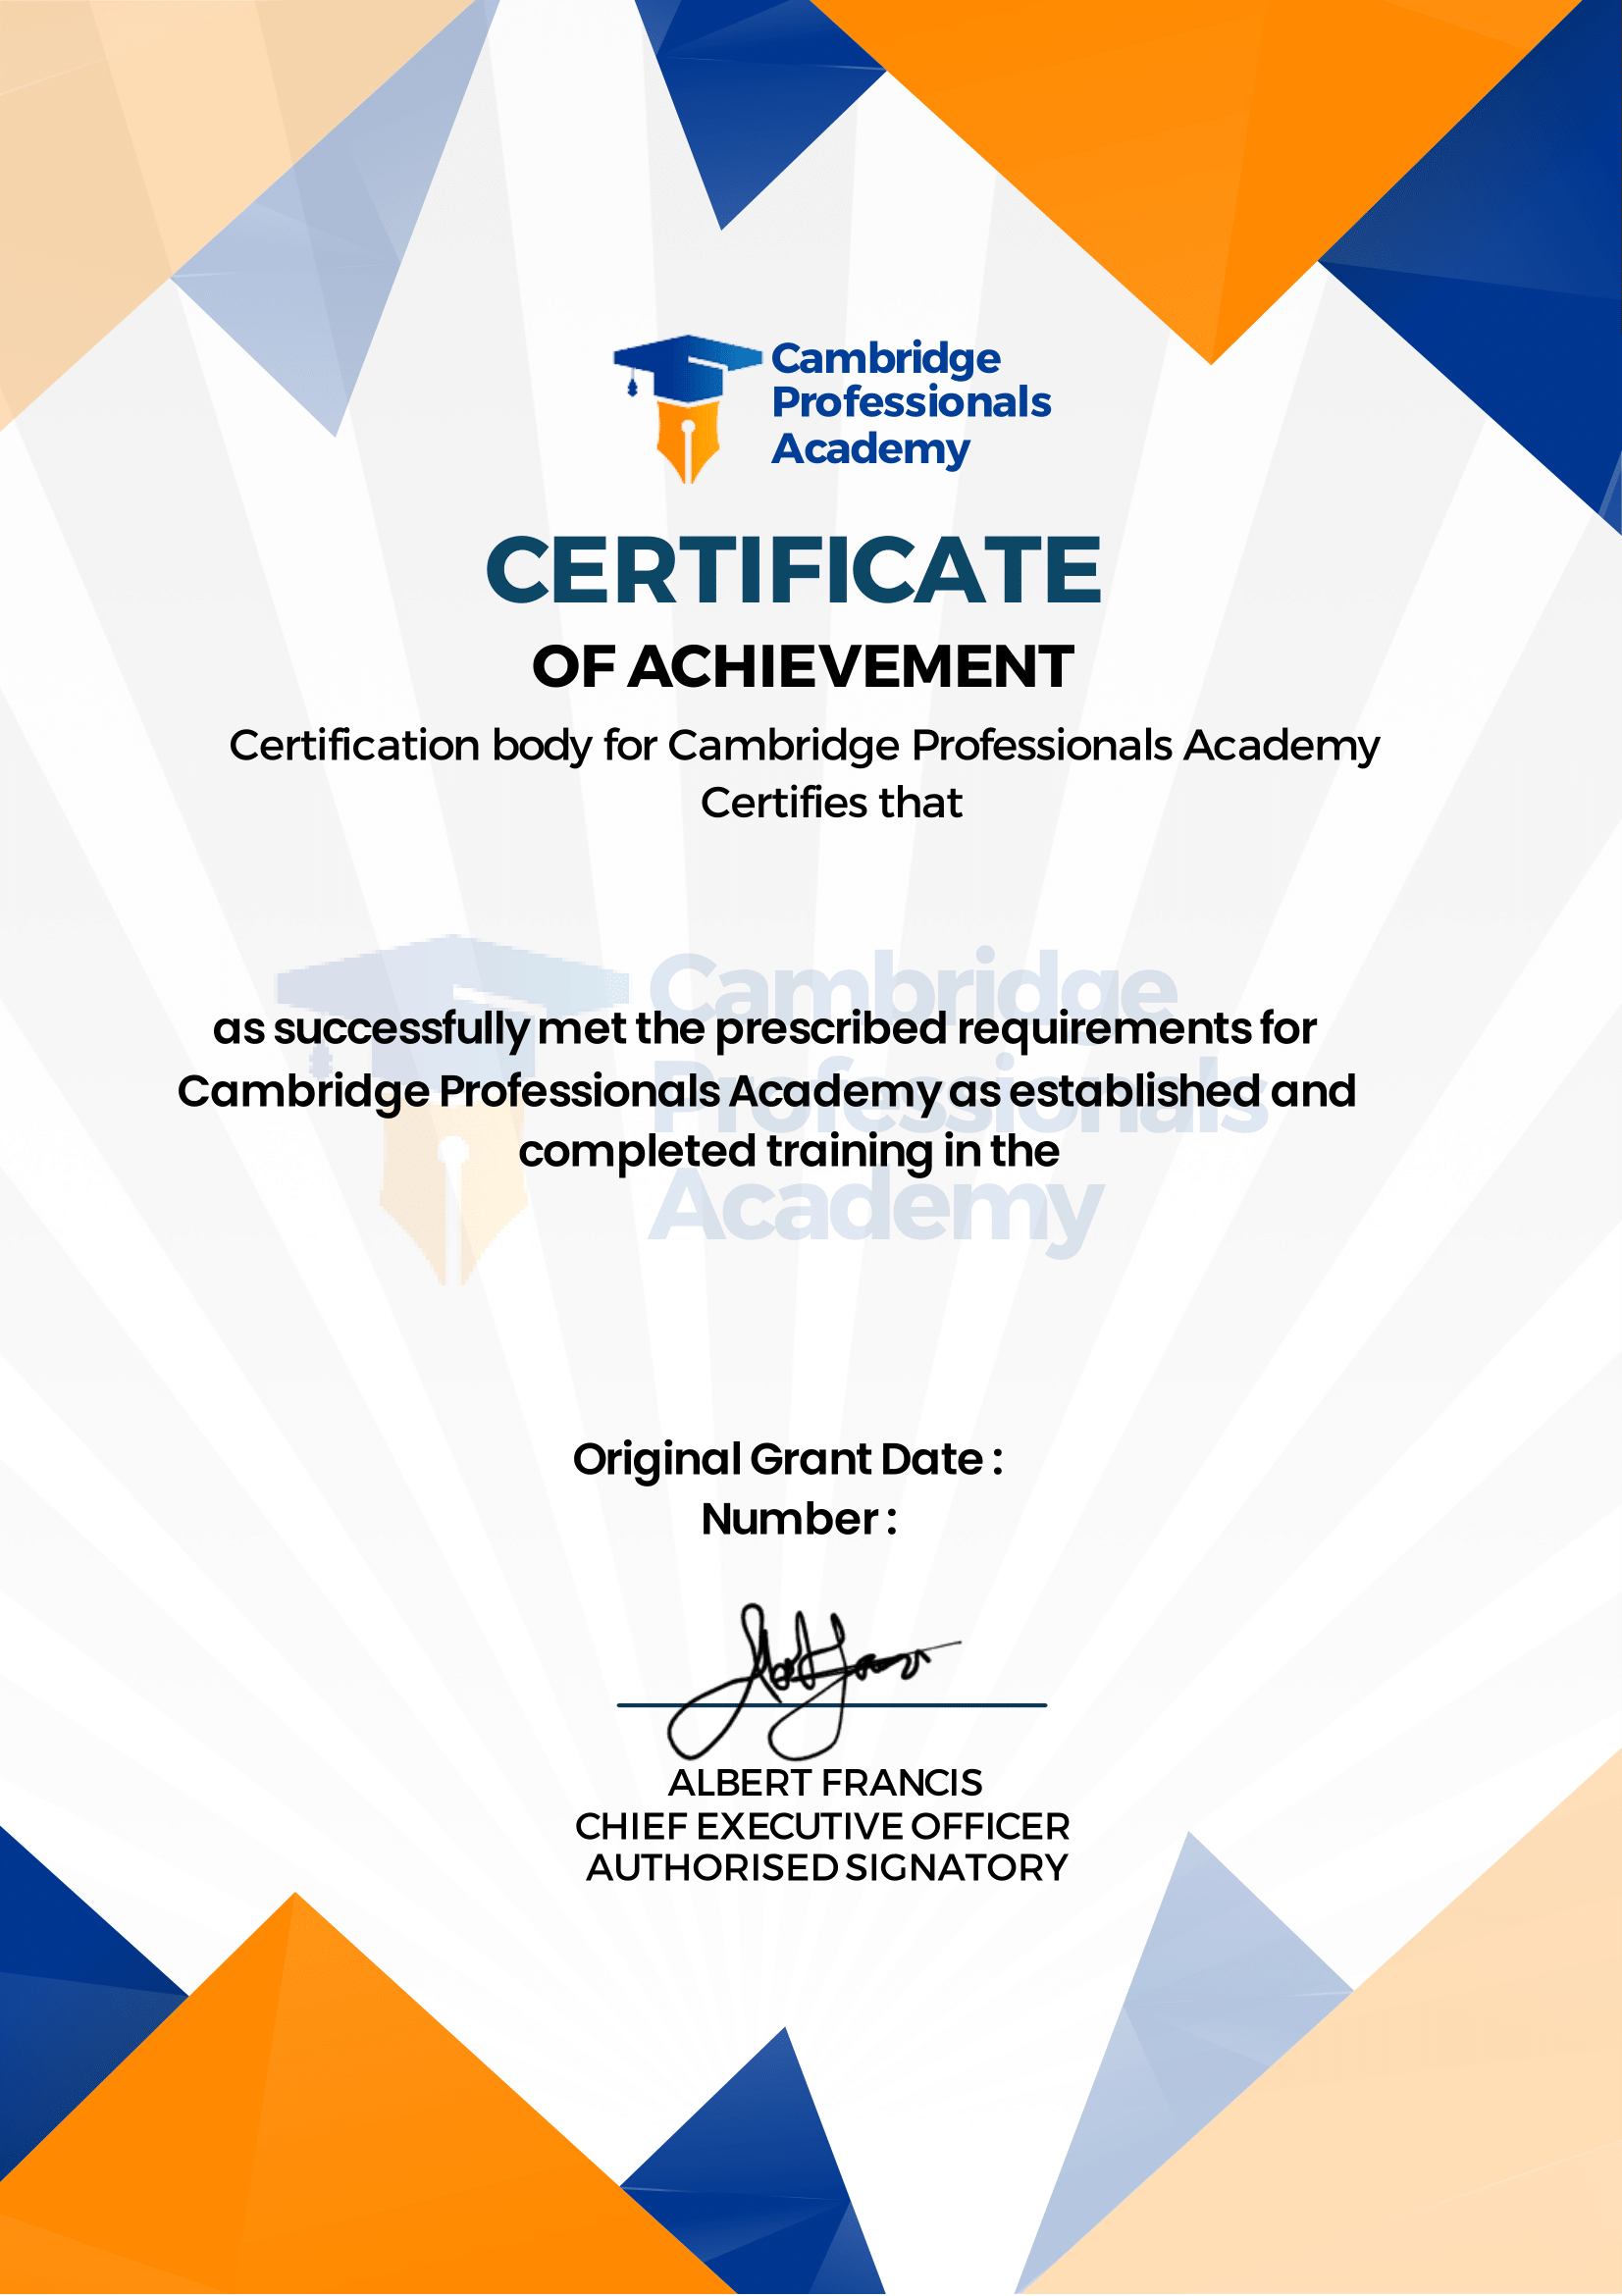 Cambridge
Professionals
Academy
CERTIFICATE
OF ACHIEVEMENT
Certification body for Cambridge Professionals Academy
Certifies that
Cambridge
Professionals
Academy
as successfully met the prescribed requirements for
Cambridge Professionals Academy as established and
completed training in the
Original Grant Date :
Number :
Albert Francis
ALBERT FRANCIS
CHIEF EXECUTIVE OFFICER
AUTHORISED SIGNATORY